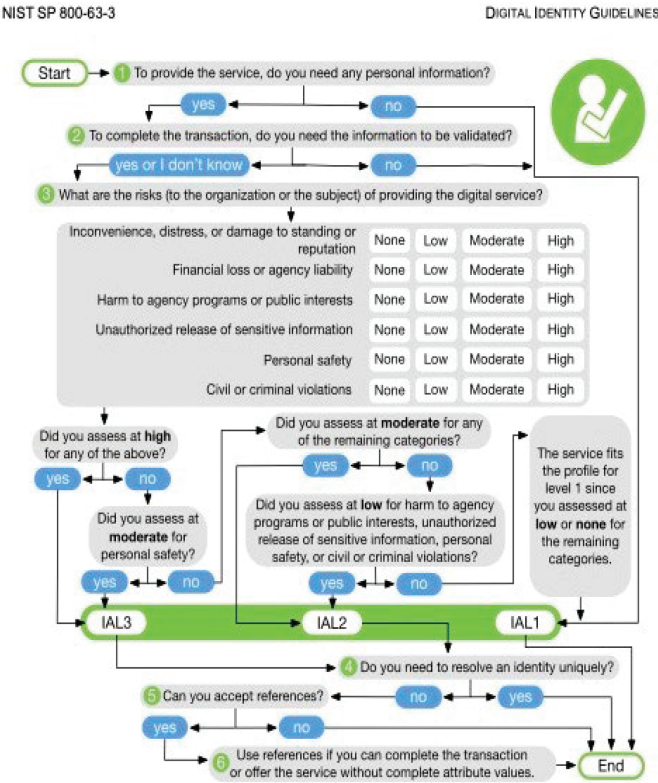 NIST SP 800-63-3
DIGITAL IDENTITY GUIDELINES
Start
1 To provide the service, do you need any personal information?
yes
no
2 To complete the transaction, do you need the information to be validated?
yes or I don't know
no
3 What are the risks (to the organization or the subject) of providing the digital service?
Inconvenience, distress, or damage to standing or
reputation
None Low Moderate High
Financial loss or agency liability None Low Moderate High
Harm to agency programs or public interests None Low Moderate High
Unauthorized release of sensitive information None Low Moderate High
Personal safety None Low Moderate High
Civil or criminal violations None Low Moderate High
Did you assess at high
for any of the above?
yes
no
Did you assess at
moderate for
personal safety?
yes
no
Did you assess at moderate for any
of the remaining categories?
yes
no
Did you assess at low for harm to agency
programs or public interests, unauthorized
release of sensitive information, personal
safety, or civil or criminal violations?
yes
no
The service fits
the profile for
level 1 since
you assessed at
low or none for
the remaining
categories.
IAL3
IAL2
IAL1
4 Do you need to resolve an identity uniquely?
no
yes
5 Can you accept references?
yes
no
6 Use references if you can complete the transaction
or offer the service without complete attribute values.
End